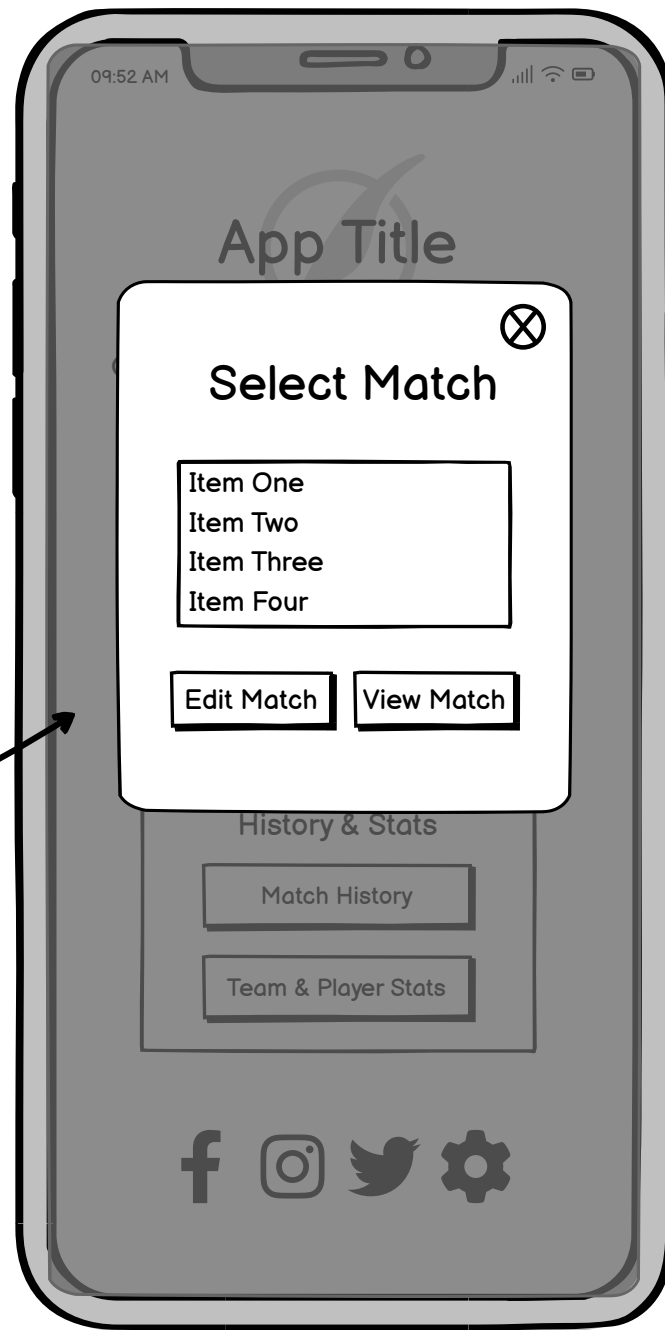 09:52 AM
App Title
Select Match
Item One
Item Two
Item Three
Item Four
Edit Match
View Match
History & Stats
Match History
Team & Player Stats